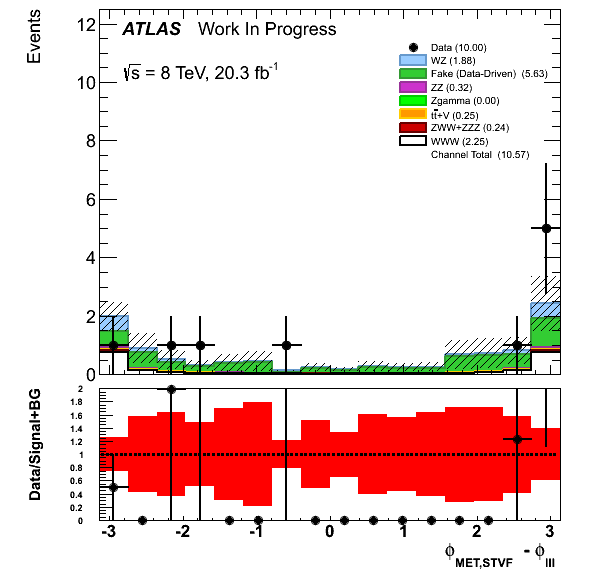 Events
ATLAS Work In Progress
√s = 8 TeV, 20.3 fb⁻¹
Data (10.00)
WZ (1.88)
Fake (Data-Driven) (5.63)
ZZ (0.32)
Zgamma (0.00)
tt̄+V (0.25)
ZWW+ZZZ (0.24)
WWW (2.25)
Channel Total (10.57)
12
10
8
6
4
2
0
Data/Signal+BG
2
1.8
1.6
1.4
1.2
1
0.8
0.6
0.4
0.2
0
-3 -2 -1 0 1 2 3
ϕMET,STVF - ϕlll